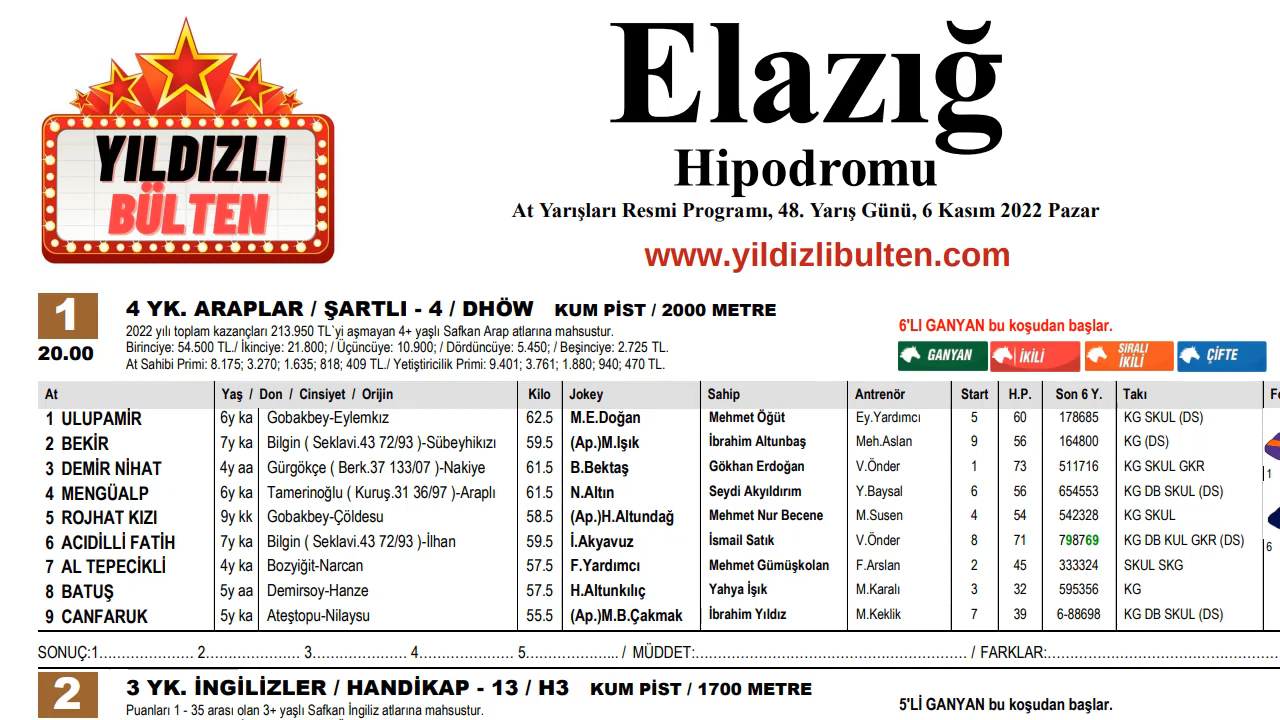 YILDIZLI
BÜLTEN
Elazığ
Hipodromu
At Yarışları Resmi Programı, 48. Yarış Günü, 6 Kasım 2022 Pazar
www.yildizlibulten.com
1
20.00
4 YK. ARAPLAR / ŞARTLI - 4 / DHÖW KUM PİST / 2000 METRE
2022 yılı toplam kazançları 213.950 TL`yi aşmayan 4+ yaşlı Safkan Arap atlarına mahsustur.
Birinciye: 54.500 TL./ İkinciye: 21.800; / Üçüncüye: 10.900; / Dördüncüye: 5.450; / Beşinciye: 2.725 TL.
At Sahibi Primi: 8.175; 3.270; 1.635; 818; 409 TL./ Yetiştiricilik Primi: 9.401; 3.761; 1.880; 940; 470 TL.
6'LI GANYAN bu koşudan başlar.
GANYAN İKİLİ SIRALI İKİLİ ÇİFTE
At Yaş / Don / Cinsiyet / Orijin Kilo Jokey Sahip Antrenör Start H.P. Son 6 Y. Takı
1 ULUPAMİR 6y ka Gobakbey-Eylemkız 62.5 M.E.Doğan Mehmet Öğüt Ey.Yardımcı 5 60 178685 KG SKUL (DS)
2 BEKİR 7y ka Bilgin ( Seklavi.43 72/93 )-Sübeyhikızı 59.5 (Ap.)M.Işık İbrahim Altunbaş Meh.Aslan 9 56 164800 KG (DS)
3 DEMİR NİHAT 4y aa Gürgökçe ( Berk.37 133/07 )-Nakiye 61.5 B.Bektaş Gökhan Erdoğan V.Önder 1 73 511716 KG SKUL GKR
1
4 MENGÜALP 6y ka Tamerinoğlu ( Kuruş.31 36/97 )-Araplı 61.5 N.Altın Seydi Akyıldırım Y.Baysal 6 56 654553 KG DB SKUL (DS)
5 ROJHAT KIZI 9y kk Gobakbey-Çöldesu 58.5 (Ap.)H.Altundağ Mehmet Nur Becene M.Susen 4 54 542328 KG SKUL
6 ACIDİLLİ FATİH 7y ka Bilgin ( Seklavi.43 72/93 )-İlhan 59.5 İ.Akyavuz İsmail Satık V.Önder 8 71 798769 KG DB KUL GKR (DS)
6
7 AL TEPECİKLİ 4y ka Bozyiğit-Narcan 57.5 F.Yardımcı Mehmet Gümüşkolan F.Arslan 2 45 333324 SKUL SKG
8 BATUŞ 5y aa Demirsoy-Hanze 57.5 H.Altunkılıç Yahya İşık M.Karalı 3 32 595356 KG
9 CANFARUK 5y ka Ateştopu-Nilaysu 55.5 (Ap.)M.B.Çakmak İbrahim Yıldız M.Keklik 7 39 6-88698 KG DB SKUL (DS)
SONUÇ:1.................... 2.................... 3.................... 4.................... 5.................... / MÜDDET:.......................................................... / FARKLAR:..................................................
2
3 YK. İNGİLİZLER / HANDİKAP - 13 / H3 KUM PİST / 1700 METRE
Puanları 1 - 35 arası olan 3+ yaşlı Safkan İngiliz atlarına mahsustur.
5'Lİ GANYAN bu koşudan başlar.